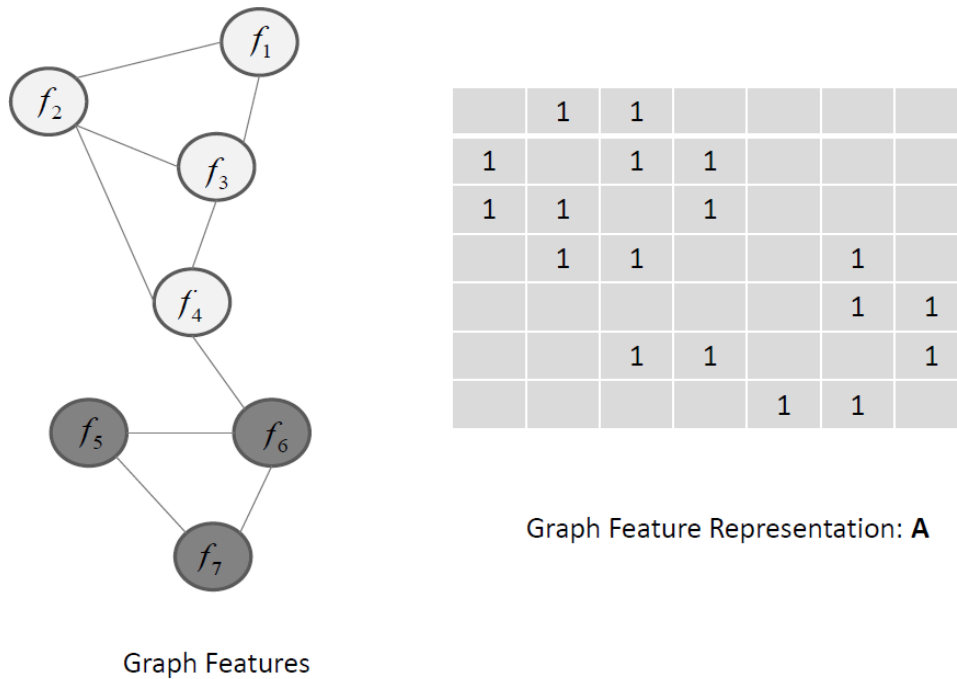 f1
f2
f3
f4
f5
f6
f7
Graph Features
1 1
1 1 1
1 1 1
1 1 1
1 1
1 1 1
1 1
Graph Feature Representation: A